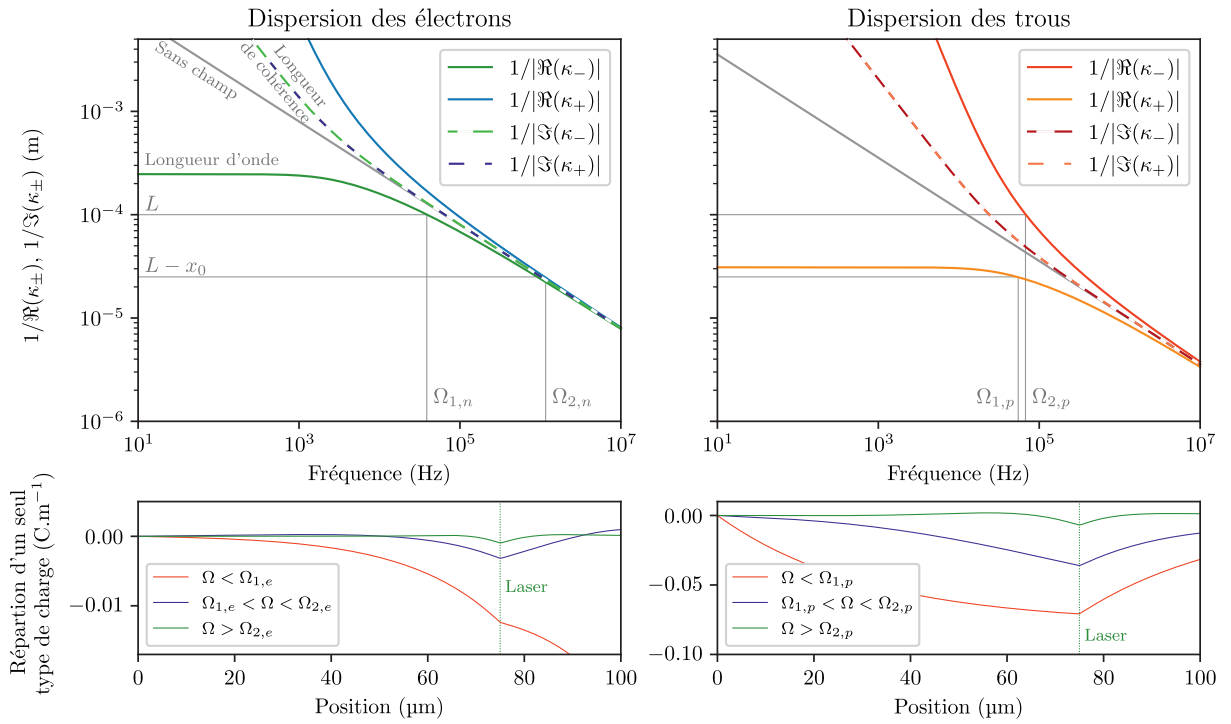 Dispersion des électrons
1/ℜ(κ±), 1/ℑ(κ±) (m)
10⁻³
10⁻⁴
10⁻⁵
10⁻⁶
Sans champ
Longueur
de cohérence
Longueur d'onde
L
L − x₀
Ω₁,ₙ
Ω₂,ₙ
1/|ℜ(κ₋)|
1/|ℜ(κ₊)|
1/|ℑ(κ₋)|
1/|ℑ(κ₊)|
10¹ 10³ 10⁵ 10⁷
Fréquence (Hz)
Dispersion des trous
1/|ℜ(κ₋)|
1/|ℜ(κ₊)|
1/|ℑ(κ₋)|
1/|ℑ(κ₊)|
Ω₁,ₚ
Ω₂,ₚ
10¹ 10³ 10⁵ 10⁷
Fréquence (Hz)
Répartion d'un seul
type de charge (C.m⁻¹)
0.00
−0.01
Ω < Ω₁,ₑ
Ω₁,ₑ < Ω < Ω₂,ₑ
Ω > Ω₂,ₑ
Laser
0 20 40 60 80 100
Position (µm)
0.00
−0.05
−0.10
Ω < Ω₁,ₚ
Ω₁,ₚ < Ω < Ω₂,ₚ
Ω > Ω₂,ₚ
Laser
0 20 40 60 80 100
Position (µm)